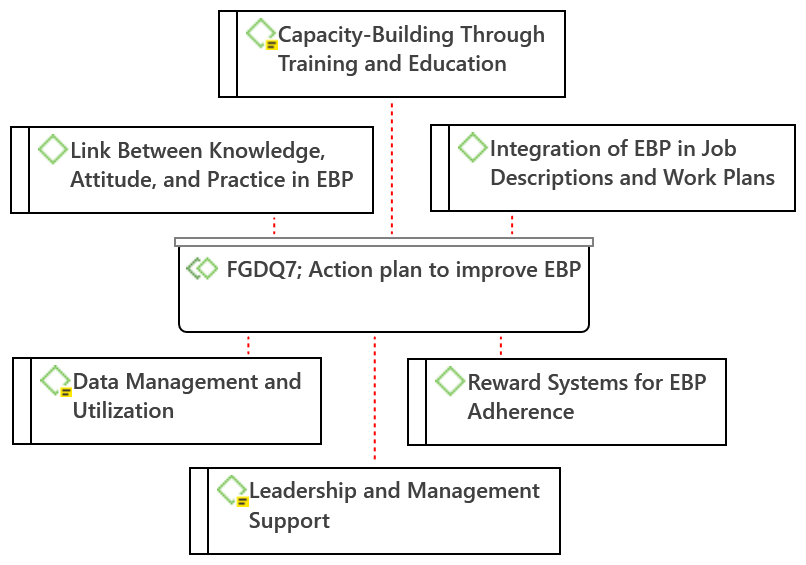 Capacity-Building Through
Training and Education
Link Between Knowledge,
Attitude, and Practice in EBP
Integration of EBP in Job
Descriptions and Work Plans
FGDQ7; Action plan to improve EBP
Data Management and
Utilization
Reward Systems for EBP
Adherence
Leadership and Management
Support